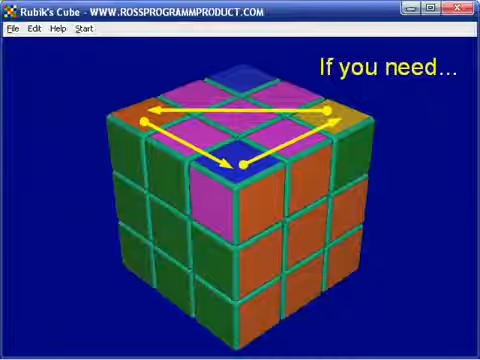 Rubik's Cube - WWW.ROSSPROGRAMMPRODUCT.COM
File Edit Help Start
If you need...